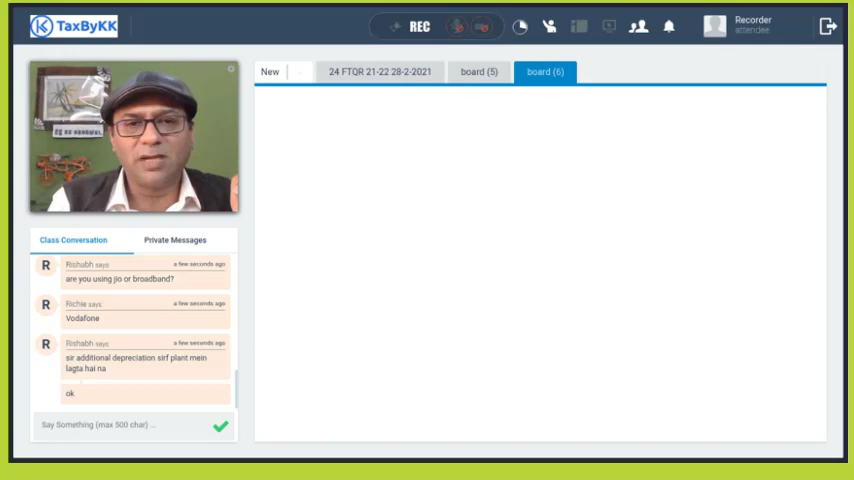 TaxByKK
REC
Recorder
attendee
New
24 FTQR 21-22 28-2-2021
board (5)
board (6)
Class Conversation
Private Messages
R
Rishabh says:
a few seconds ago
are you using jio or broadband?
R
Richie says:
a few seconds ago
Vodafone
R
Rishabh says:
a few seconds ago
sir additional depreciation sirf plant mein
lagta hai na
ok
Say Something (max 500 char) ...